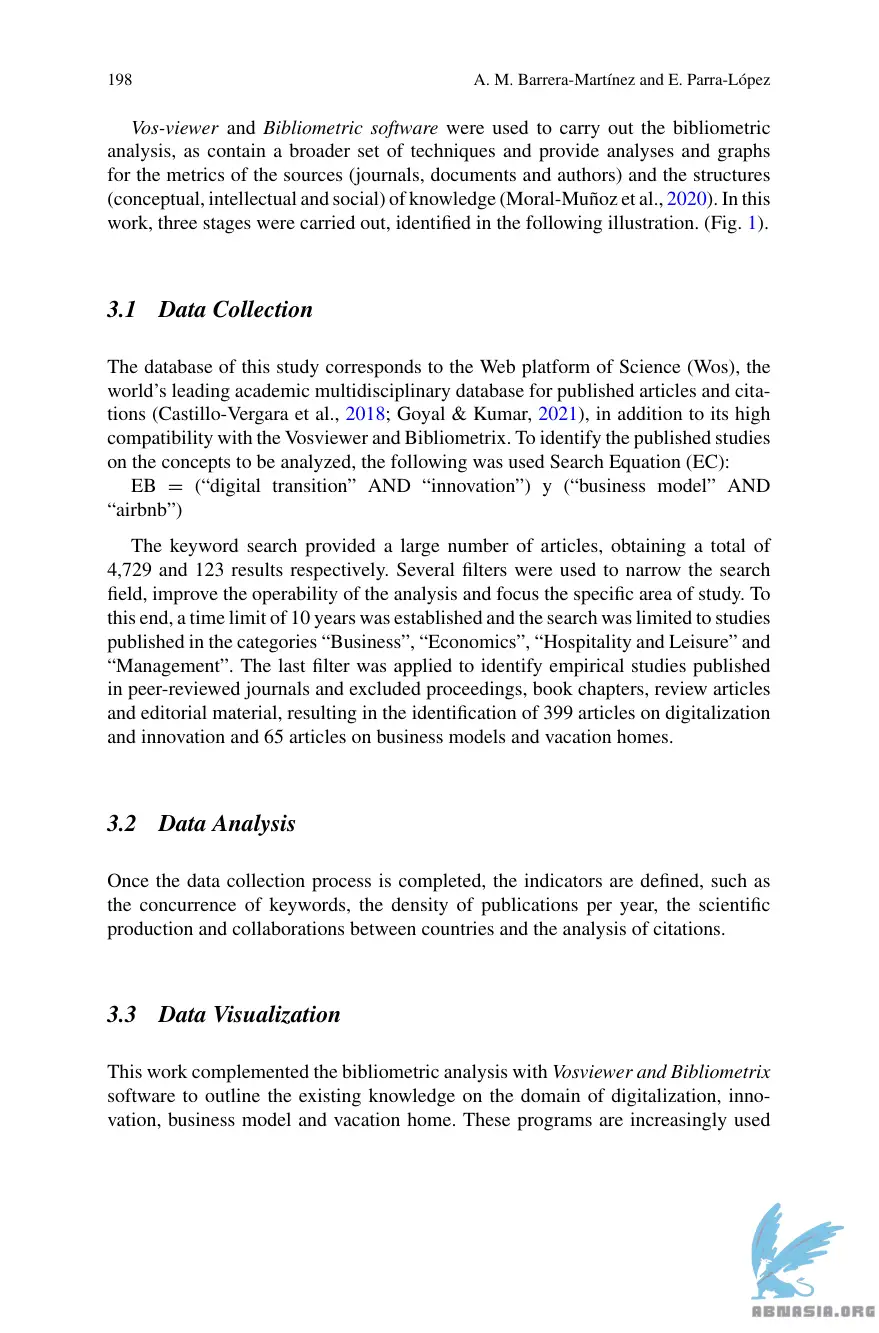 198 A. M. Barrera-Martínez and E. Parra-López
Vos-viewer and Bibliometric software were used to carry out the bibliometric
analysis, as contain a broader set of techniques and provide analyses and graphs
for the metrics of the sources (journals, documents and authors) and the structures
(conceptual, intellectual and social) of knowledge (Moral-Muñoz et al., 2020). In this
work, three stages were carried out, identified in the following illustration. (Fig. 1).
3.1 Data Collection
The database of this study corresponds to the Web platform of Science (Wos), the
world’s leading academic multidisciplinary database for published articles and cita-
tions (Castillo-Vergara et al., 2018; Goyal & Kumar, 2021), in addition to its high
compatibility with the Vosviewer and Bibliometrix. To identify the published studies
on the concepts to be analyzed, the following was used Search Equation (EC):
EB = (“digital transition” AND “innovation”) y (“business model” AND
“airbnb”)
The keyword search provided a large number of articles, obtaining a total of
4,729 and 123 results respectively. Several filters were used to narrow the search
field, improve the operability of the analysis and focus the specific area of study. To
this end, a time limit of 10 years was established and the search was limited to studies
published in the categories “Business”, “Economics”, “Hospitality and Leisure” and
“Management”. The last filter was applied to identify empirical studies published
in peer-reviewed journals and excluded proceedings, book chapters, review articles
and editorial material, resulting in the identification of 399 articles on digitalization
and innovation and 65 articles on business models and vacation homes.
3.2 Data Analysis
Once the data collection process is completed, the indicators are defined, such as
the concurrence of keywords, the density of publications per year, the scientific
production and collaborations between countries and the analysis of citations.
3.3 Data Visualization
This work complemented the bibliometric analysis with Vosviewer and Bibliometrix
software to outline the existing knowledge on the domain of digitalization, inno-
vation, business model and vacation home. These programs are increasingly used
ABNASIA.ORG